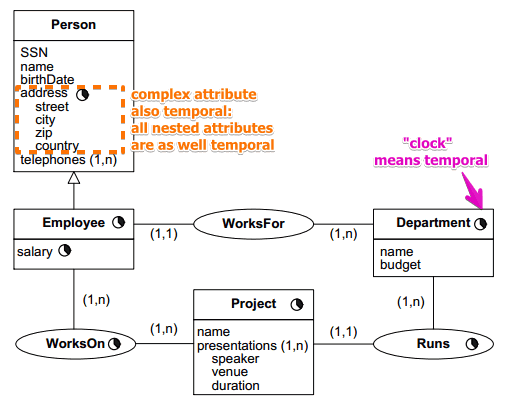 Person
SSN
name
birthDate
address
street
city
zip
country
telephones (1,n)
complex attribute
also temporal:
all nested attributes
are as well temporal
"clock"
means temporal
Employee
salary
(1,1)
WorksFor
(1,n)
Department
name
budget
(1,n)
(1,n)
WorksOn
(1,n)
Project
name
presentations (1,n)
speaker
venue
duration
(1,1)
Runs